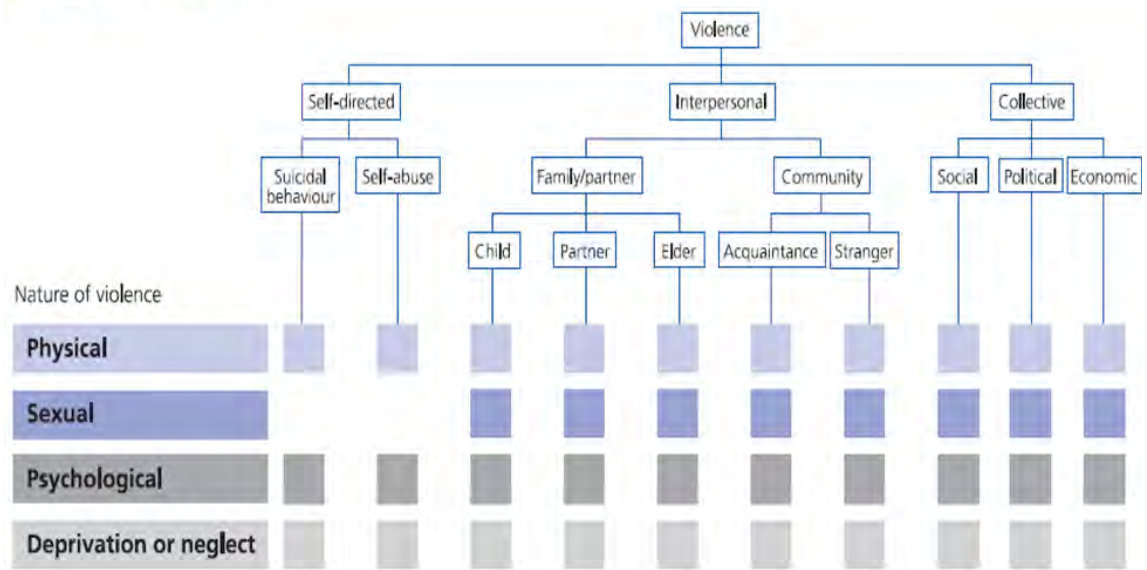 Violence
Self-directed
Interpersonal
Collective
Suicidal
behaviour
Self-abuse
Family/partner
Community
Social
Political
Economic
Child
Partner
Elder
Acquaintance
Stranger
Nature of violence
Physical
Sexual
Psychological
Deprivation or neglect